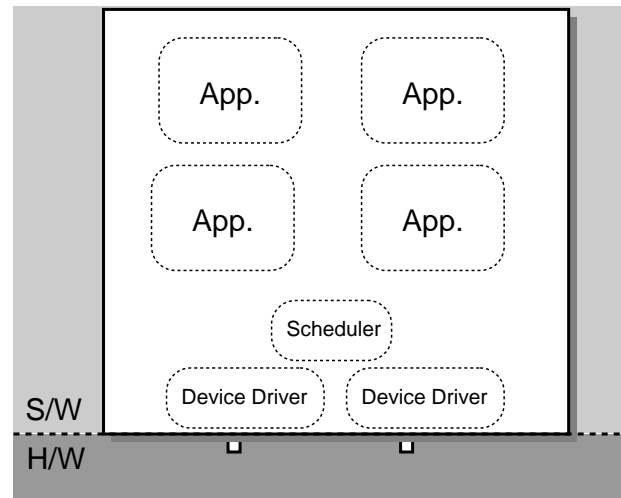 App.
App.
App.
App.
Scheduler
Device Driver
Device Driver
S/W
H/W